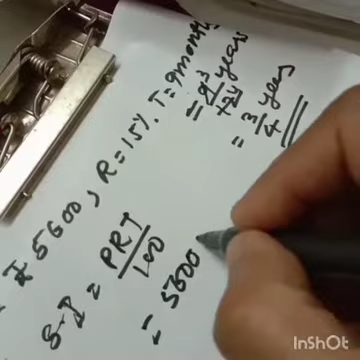 ₹ 5600, R = 15%. T = 9 months
= 9/12 years
= 3/4 years
S-I = PRT/100
= 5600
InShOt